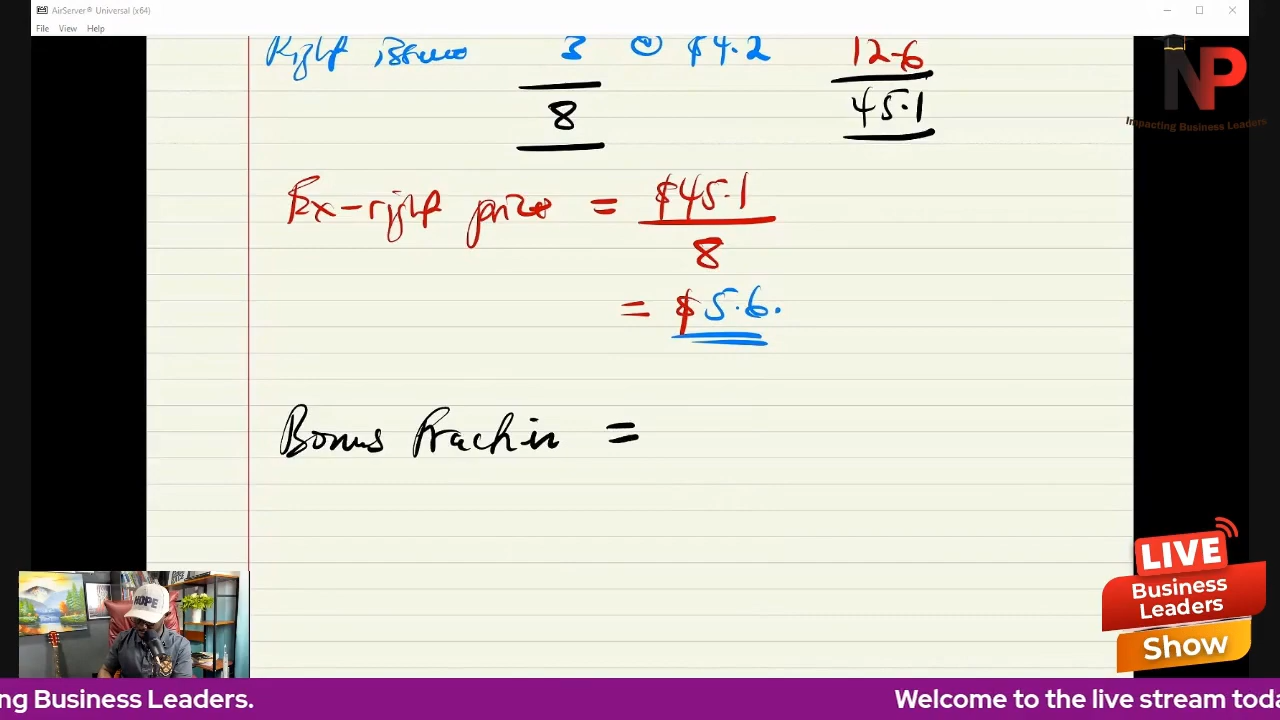 AirServer® Universal (x64)
File View Help
Right issue 3 @ $4.2 12.6
8 45.1
NP
Impacting Business Leaders
Ex-right price = $45.1
8
= $5.6.
Bonus Fraction =
HOPE
LIVE
Business
Leaders
Show
ng Business Leaders. Welcome to the live stream toda